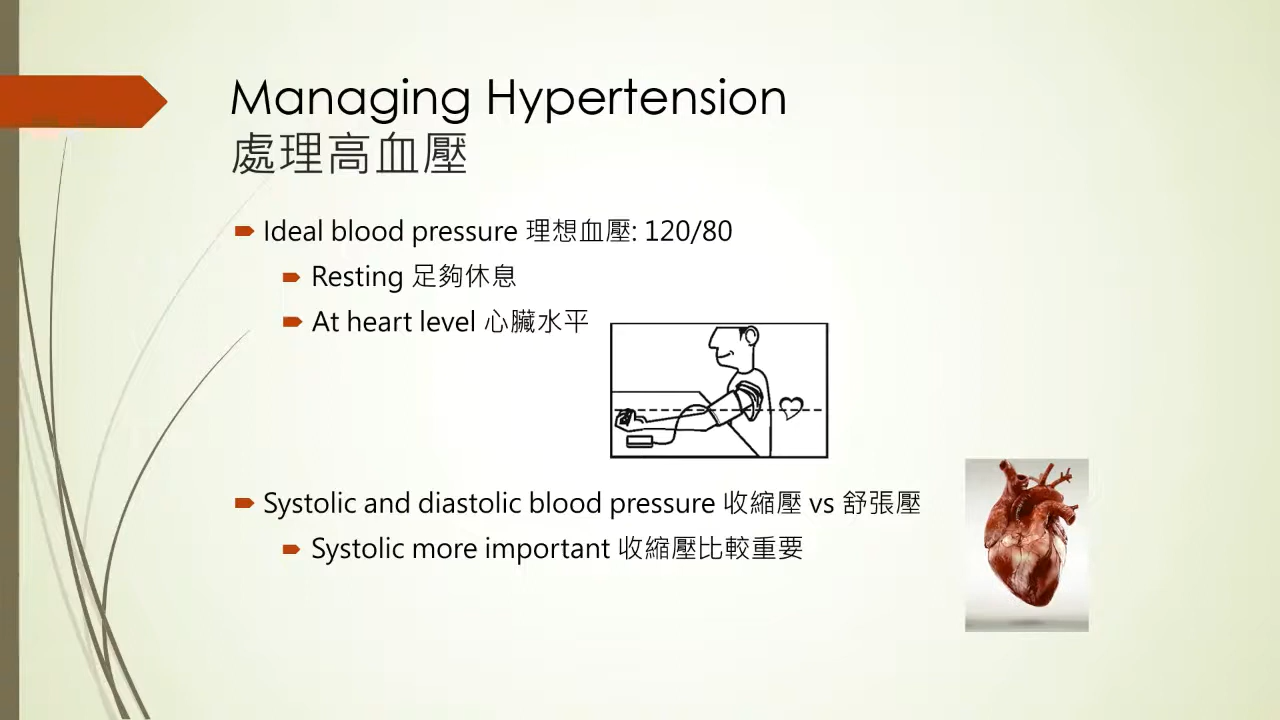 Managing Hypertension
處理高血壓
Ideal blood pressure 理想血壓: 120/80
Resting 足夠休息
At heart level 心臟水平
Systolic and diastolic blood pressure 收縮壓 vs 舒張壓
Systolic more important 收縮壓比較重要